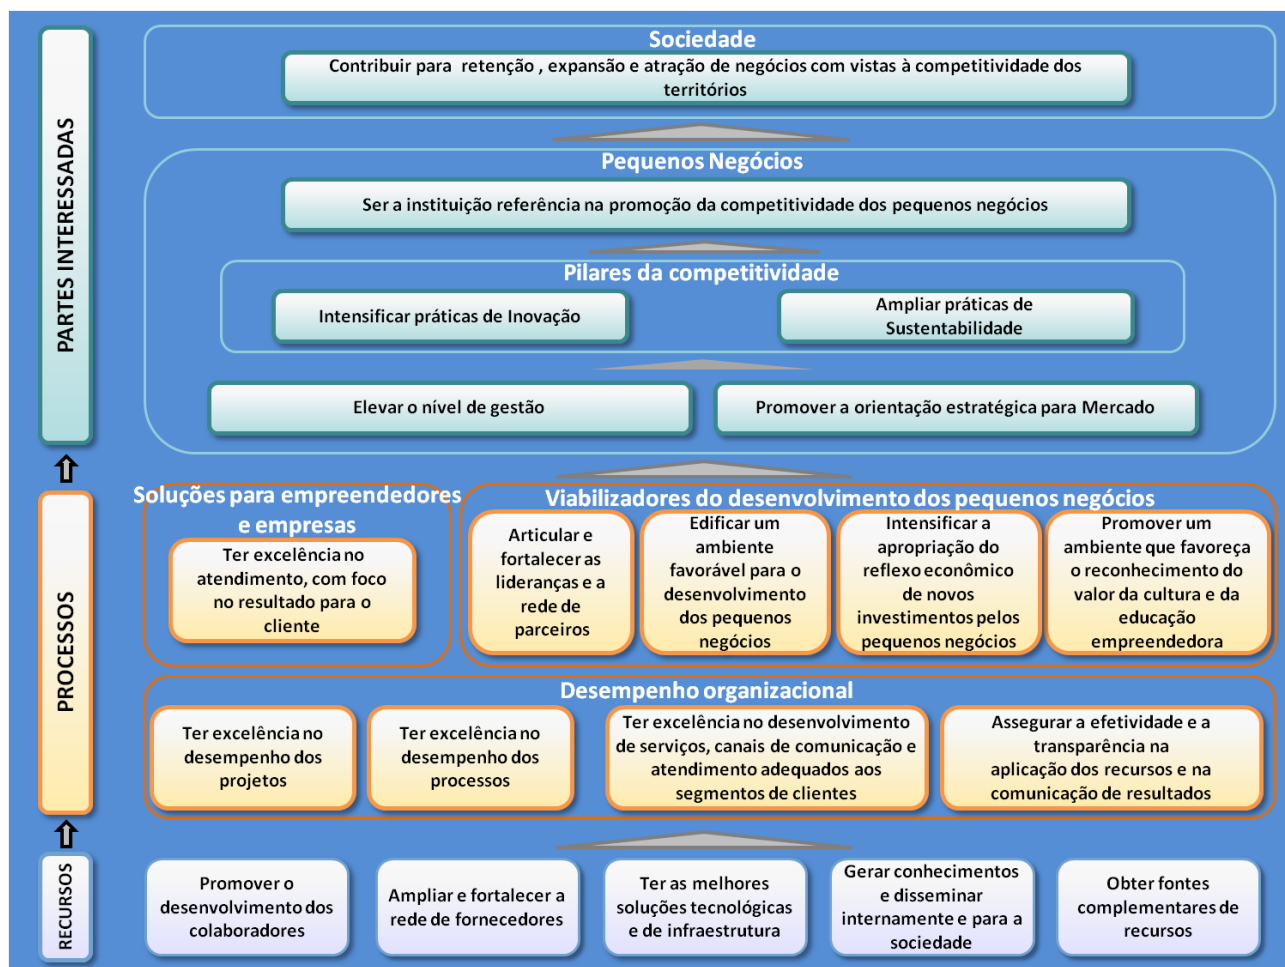 PARTES INTERESSADAS
Sociedade
Contribuir para retenção , expansão e atração de negócios com vistas à competitividade dos
territórios
Pequenos Negócios
Ser a instituição referência na promoção da competitividade dos pequenos negócios
Pilares da competitividade
Intensificar práticas de Inovação
Ampliar práticas de
Sustentabilidade
Elevar o nível de gestão
Promover a orientação estratégica para Mercado
PROCESSOS
Soluções para empreendedores
e empresas
Ter excelência no
atendimento, com foco
no resultado para o
cliente
Viabilizadores do desenvolvimento dos pequenos negócios
Articular e
fortalecer as
lideranças e a
rede de
parceiros
Edificar um
ambiente
favorável para o
desenvolvimento
dos pequenos
negócios
Intensificar a
apropriação do
reflexo econômico
de novos
investimentos pelos
pequenos negócios
Promover um
ambiente que favoreça
o reconhecimento do
valor da cultura e da
educação
empreendedora
Desempenho organizacional
Ter excelência no
desempenho dos
projetos
Ter excelência no
desempenho dos
processos
Ter excelência no desenvolvimento
de serviços, canais de comunicação e
atendimento adequados aos
segmentos de clientes
Assegurar a efetividade e a
transparência na
aplicação dos recursos e na
comunicação de resultados
RECURSOS
Promover o
desenvolvimento dos
colaboradores
Ampliar e fortalecer a
rede de fornecedores
Ter as melhores
soluções tecnológicas
e de infraestrutura
Gerar conhecimentos
e disseminar
internamente e para a
sociedade
Obter fontes
complementares de
recursos